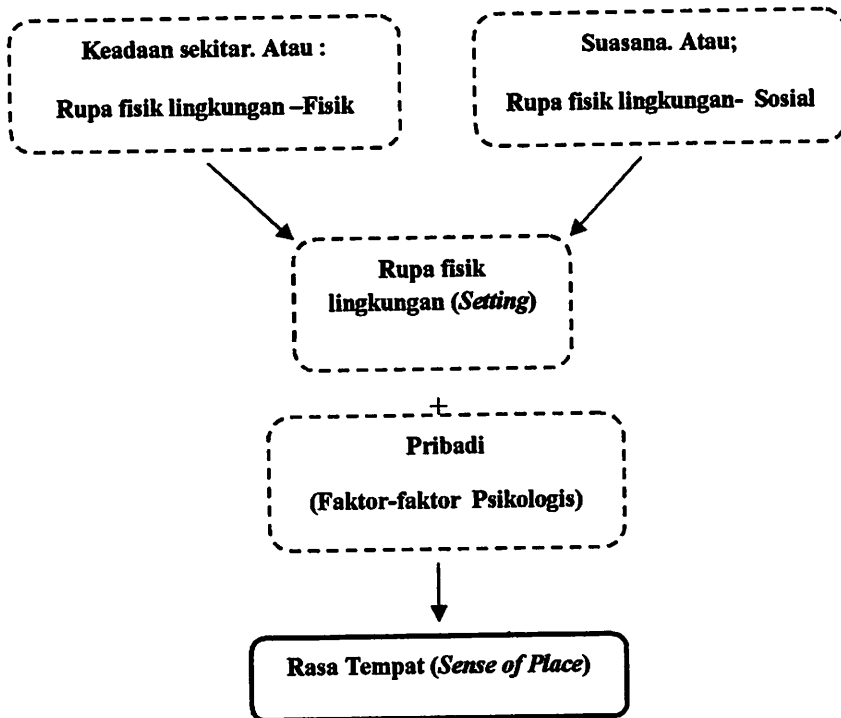 Keadaan sekitar. Atau :
Rupa fisik lingkungan –Fisik
Suasana. Atau;
Rupa fisik lingkungan- Sosial
Rupa fisik
lingkungan (Setting)
+
Pribadi
(Faktor-faktor Psikologis)
Rasa Tempat (Sense of Place)